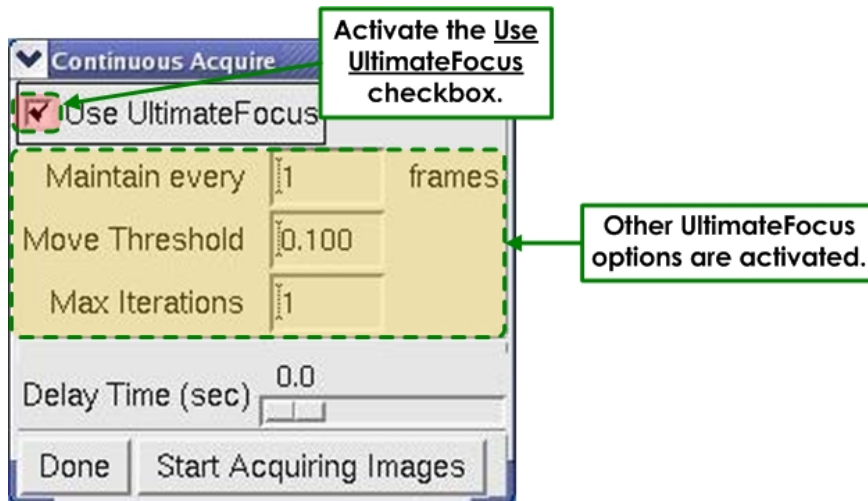 Activate the Use
UltimateFocus
checkbox.
Continuous Acquire
Use UltimateFocus
Maintain every 1 frames
Move Threshold 0.100
Max Iterations 1
Other UltimateFocus
options are activated.
Delay Time (sec) 0.0
Done Start Acquiring Images